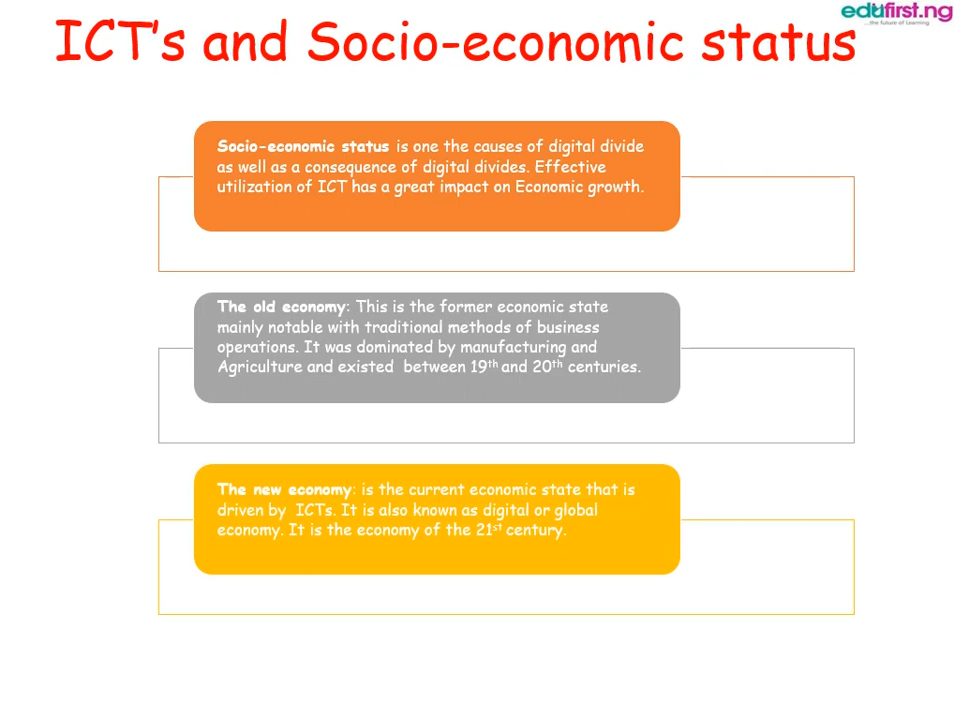 edufirst.ng
...the future of Learning
ICT's and Socio-economic status
Socio-economic status is one the causes of digital divide
as well as a consequence of digital divides. Effective
utilization of ICT has a great impact on Economic growth.
The old economy: This is the former economic state
mainly notable with traditional methods of business
operations. It was dominated by manufacturing and
Agriculture and existed between 19th and 20th centuries.
The new economy: is the current economic state that is
driven by ICTs. It is also known as digital or global
economy. It is the economy of the 21st century.